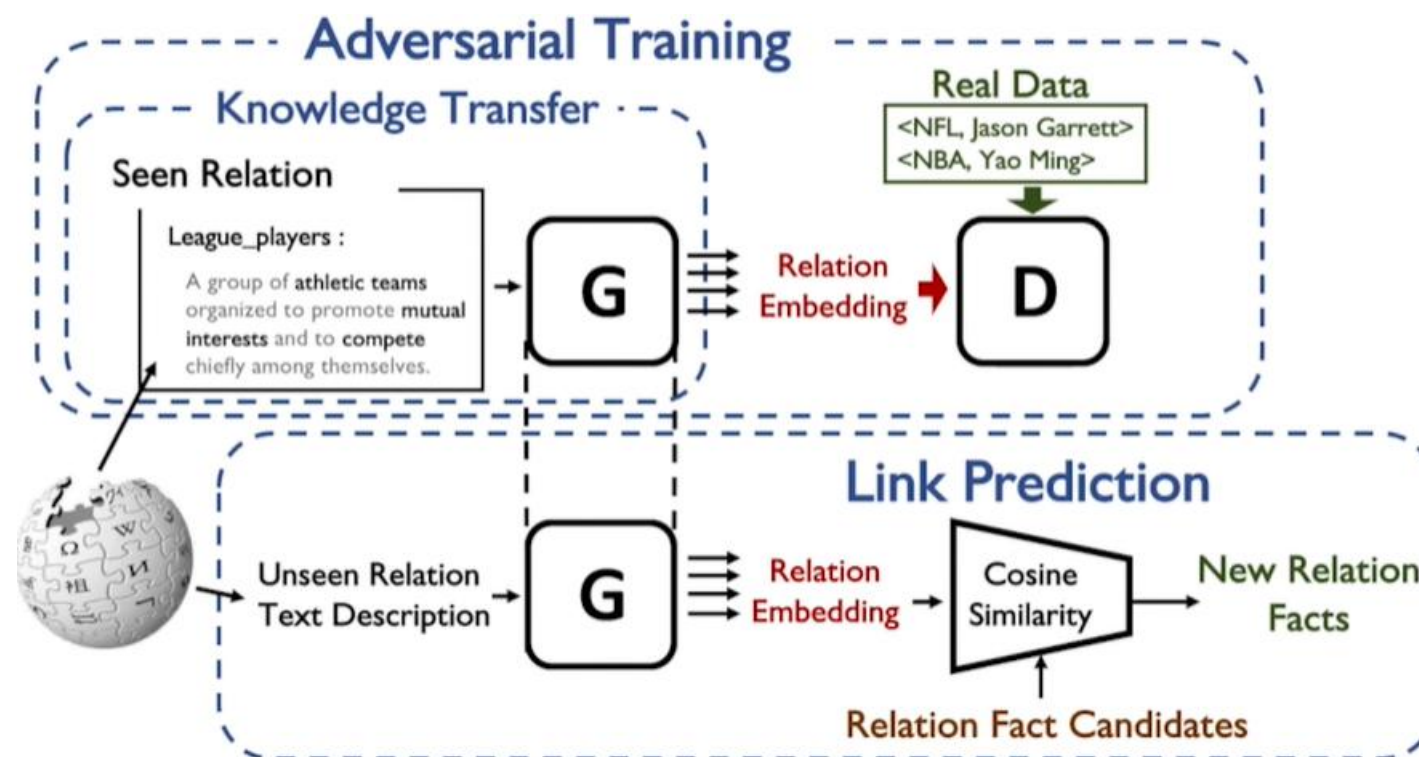 Adversarial Training
Knowledge Transfer
Real Data
<NFL, Jason Garrett>
<NBA, Yao Ming>
Seen Relation
League_players :
A group of athletic teams
organized to promote mutual
interests and to compete
chiefly among themselves.
G
Relation
Embedding
D
Link Prediction
Ω
W
И
祖
Unseen Relation
Text Description
G
Relation
Embedding
Cosine
Similarity
New Relation
Facts
Relation Fact Candidates